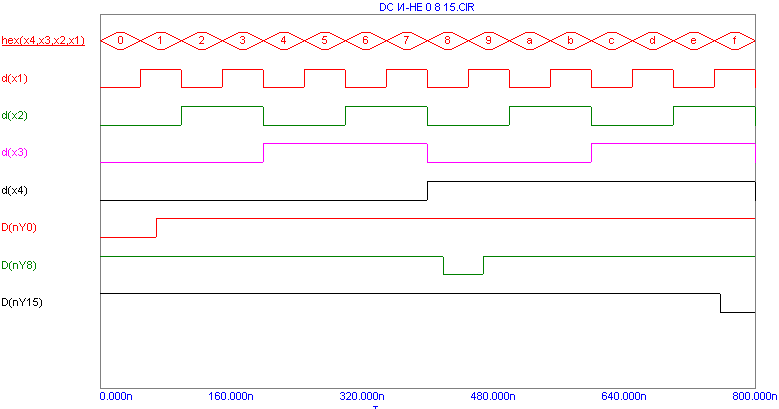 DC И-НЕ 0 8 15.CIR
hex(x4,x3,x2,x1) 0 1 2 3 4 5 6 7 8 9 a b c d e f
d(x1)
d(x2)
d(x3)
d(x4)
D(nY0)
D(nY8)
D(nY15)
0.000n 160.000n 320.000n 480.000n 640.000n 800.000n